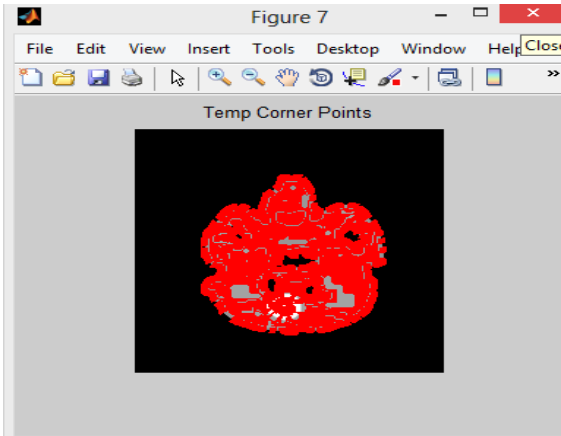 Figure 7
File Edit View Insert Tools Desktop Window Help
Close
Temp Corner Points